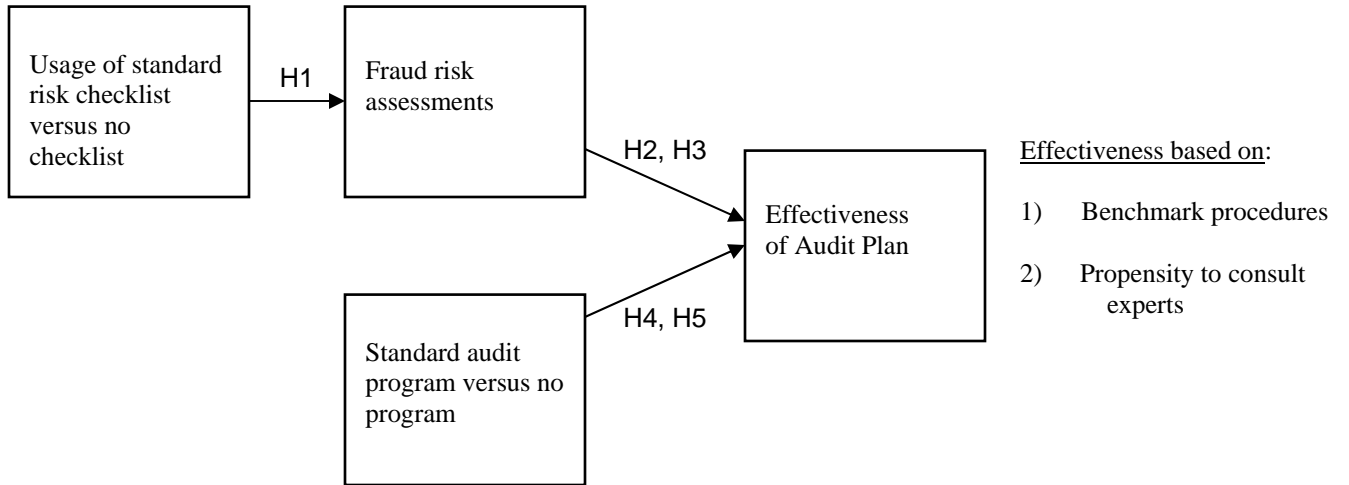 Usage of standard
risk checklist
versus no
checklist
H1
Fraud risk
assessments
H2, H3
Effectiveness
of Audit Plan
H4, H5
Standard audit
program versus no
program
Effectiveness based on:
1) Benchmark procedures
2) Propensity to consult
experts